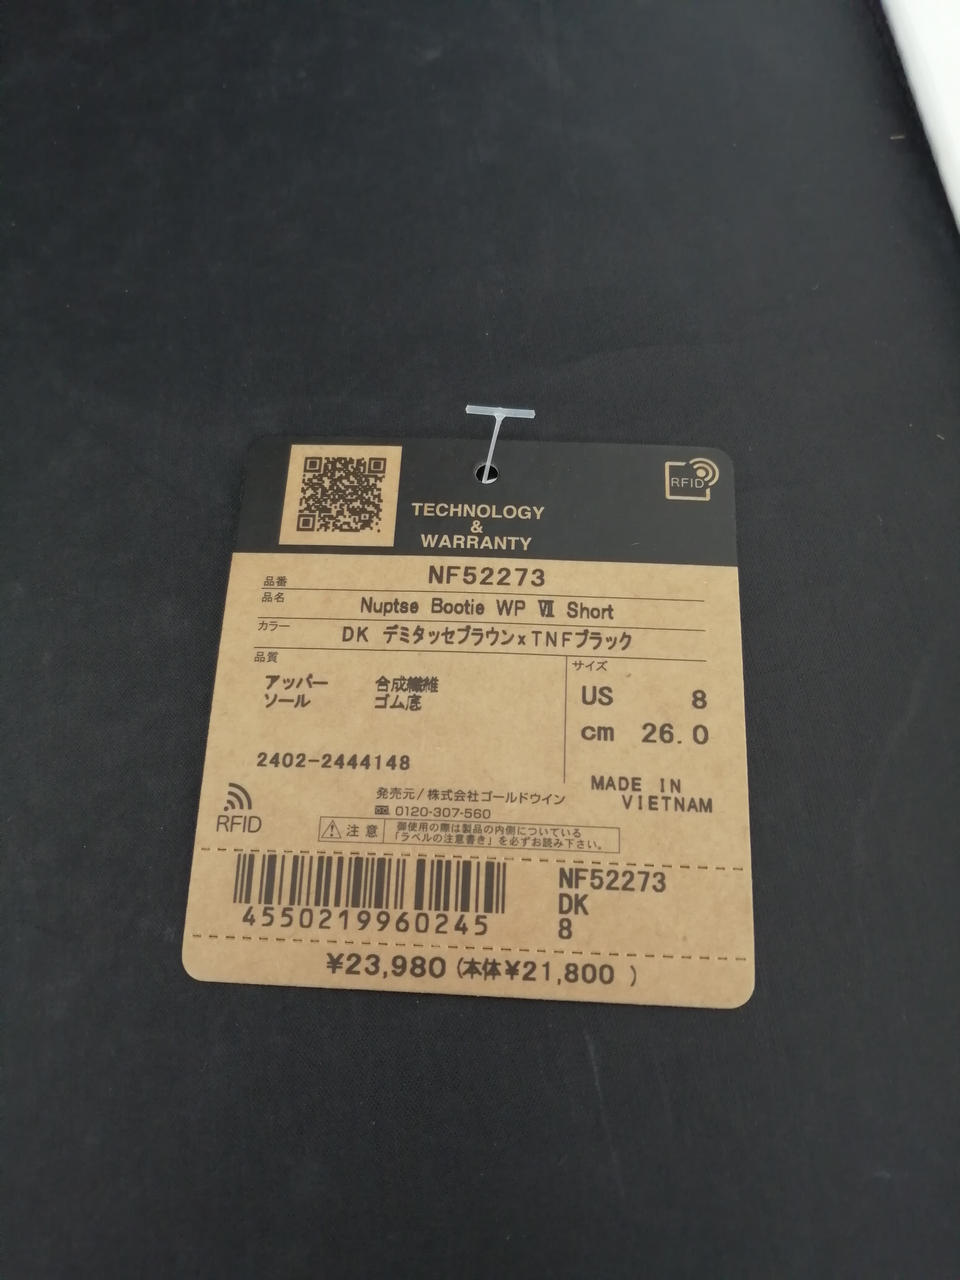 RFID
TECHNOLOGY
&
WARRANTY
品番 NF52273
品名 Nuptse Bootie WP Ⅶ Short
カラー DK デミタッセブラウンxTNFブラック
品質
サイズ
アッパー 合成繊維
ソール ゴム底
US 8
cm 26.0
2402-2444148
MADE IN
VIETNAM
発売元/株式会社ゴールドウイン
0120-307-560
RFID
注意
御使用の際は製品の内側についている
「ラベルの注意書き」を必ずお読み下さい。
4550219960245
NF52273
DK
8
¥23,980 (本体¥21,800 )